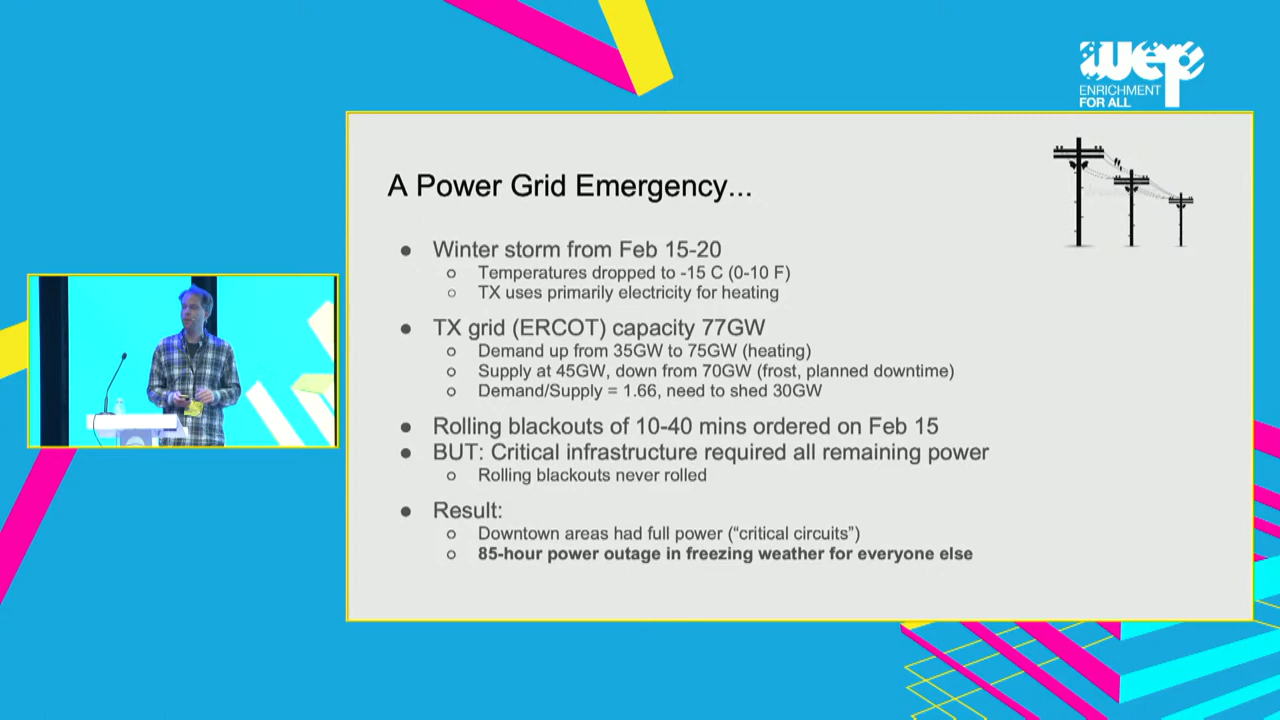 wep
ENRICHMENT
FOR ALL
A Power Grid Emergency...
● Winter storm from Feb 15-20
○ Temperatures dropped to -15 C (0-10 F)
○ TX uses primarily electricity for heating
● TX grid (ERCOT) capacity 77GW
○ Demand up from 35GW to 75GW (heating)
○ Supply at 45GW, down from 70GW (frost, planned downtime)
○ Demand/Supply = 1.66, need to shed 30GW
● Rolling blackouts of 10-40 mins ordered on Feb 15
● BUT: Critical infrastructure required all remaining power
○ Rolling blackouts never rolled
● Result:
○ Downtown areas had full power (“critical circuits”)
○ 85-hour power outage in freezing weather for everyone else